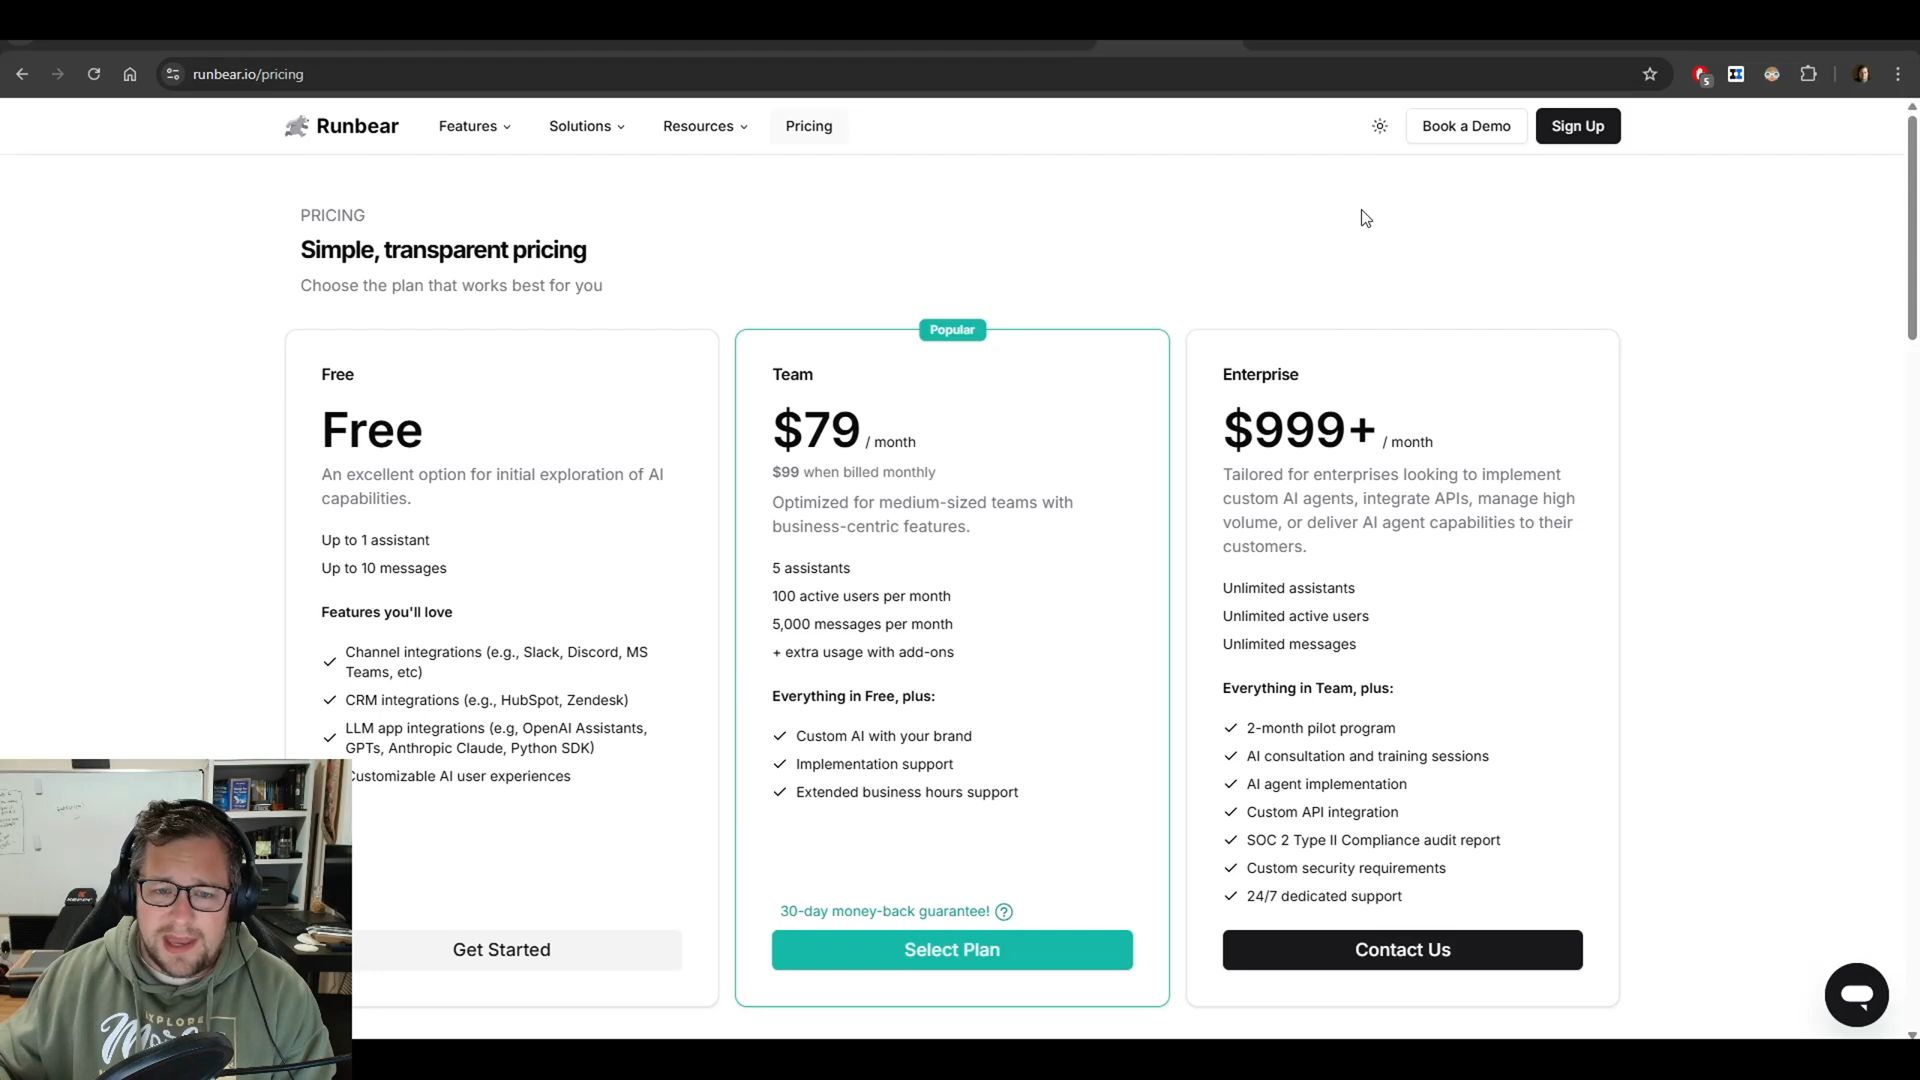 runbear.io/pricing
Runbear
Features
Solutions
Resources
Pricing
Book a Demo
Sign Up
PRICING
Simple, transparent pricing
Choose the plan that works best for you
Free
Free
An excellent option for initial exploration of AI
capabilities.
Up to 1 assistant
Up to 10 messages
Features you'll love
Channel integrations (e.g., Slack, Discord, MS
Teams, etc)
CRM integrations (e.g., HubSpot, Zendesk)
LLM app integrations (e.g, OpenAI Assistants,
GPTs, Anthropic Claude, Python SDK)
Customizable AI user experiences
Get Started
Popular
Team
$79 / month
$99 when billed monthly
Optimized for medium-sized teams with
business-centric features.
5 assistants
100 active users per month
5,000 messages per month
+ extra usage with add-ons
Everything in Free, plus:
Custom AI with your brand
Implementation support
Extended business hours support
30-day money-back guarantee!
Select Plan
Enterprise
$999+ / month
Tailored for enterprises looking to implement
custom AI agents, integrate APIs, manage high
volume, or deliver AI agent capabilities to their
customers.
Unlimited assistants
Unlimited active users
Unlimited messages
Everything in Team, plus:
2-month pilot program
AI consultation and training sessions
AI agent implementation
Custom API integration
SOC 2 Type II Compliance audit report
Custom security requirements
24/7 dedicated support
Contact Us
EXPLORE